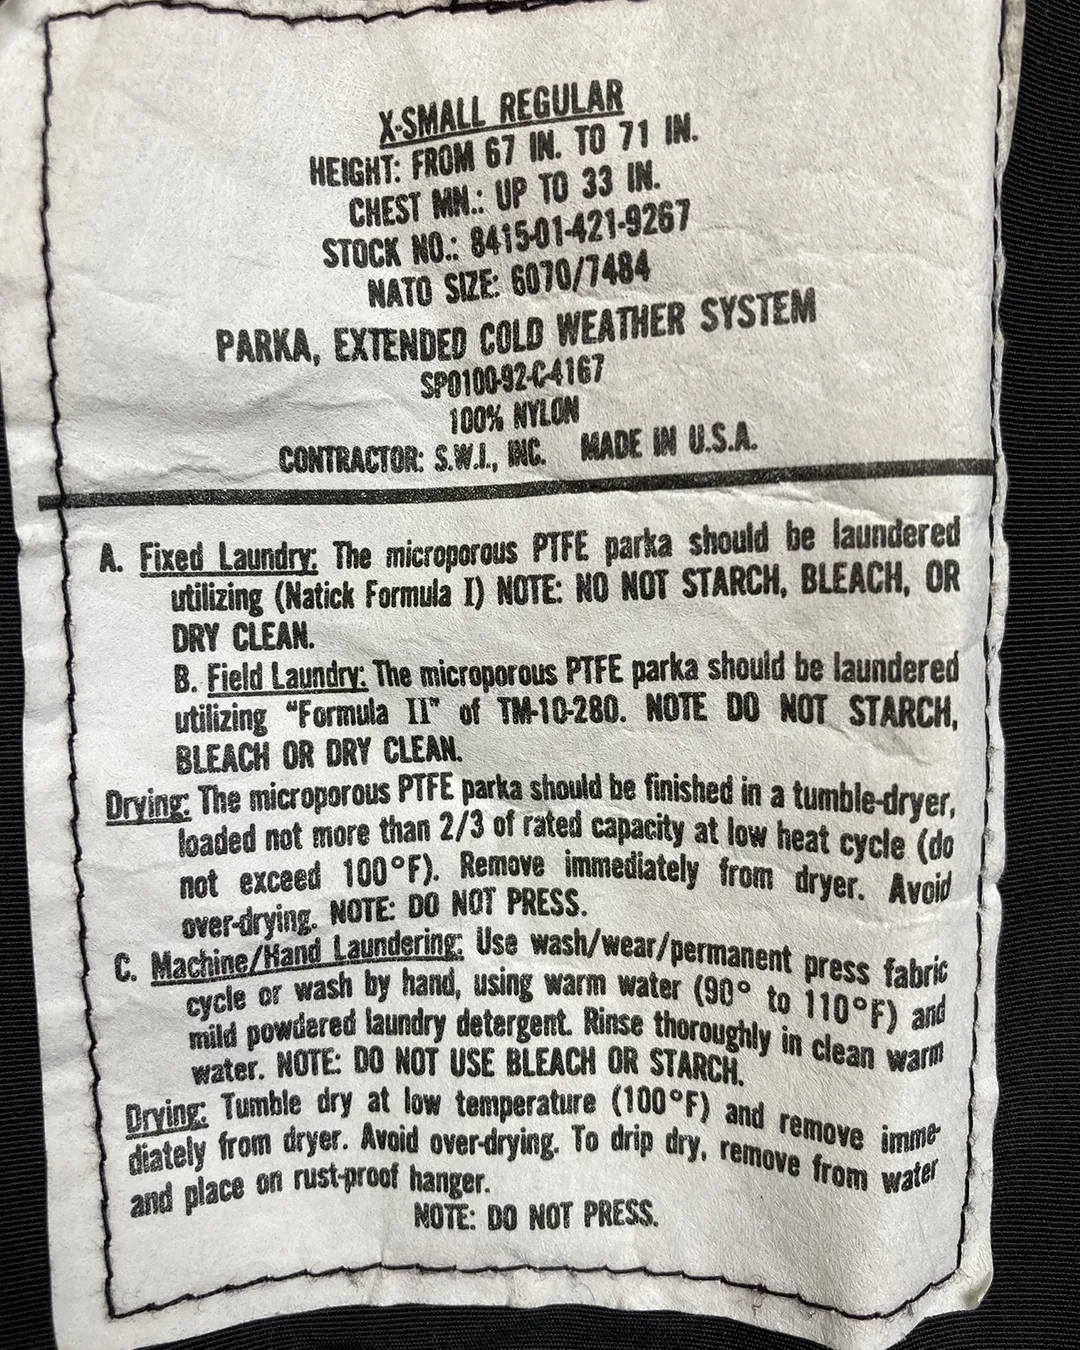 X-SMALL REGULAR
HEIGHT: FROM 67 IN. TO 71 IN.
CHEST MN.: UP TO 33 IN.
STOCK NO.: 8415-01-421-9267
NATO SIZE: 6070/7484
PARKA, EXTENDED COLD WEATHER SYSTEM
SPO100-92-C-4167
100% NYLON
CONTRACTOR: S.W.I., INC. MADE IN U.S.A.
A. Fixed Laundry: The microporous PTFE parka should be laundered
utilizing (Natick Formula I) NOTE: NO NOT STARCH, BLEACH, OR
DRY CLEAN.
B. Field Laundry: The microporous PTFE parka should be laundered
utilizing "Formula II" of TM-10-280. NOTE DO NOT STARCH,
BLEACH OR DRY CLEAN.
Drying: The microporous PTFE parka should be finished in a tumble-dryer,
loaded not more than 2/3 of rated capacity at low heat cycle (do
not exceed 100°F). Remove immediately from dryer. Avoid
over-drying. NOTE: DO NOT PRESS.
C. Machine/Hand Laundering: Use wash/wear/permanent press fabric
cycle or wash by hand, using warm water (90° to 110°F) and
mild powdered laundry detergent. Rinse thoroughly in clean warm
water. NOTE: DO NOT USE BLEACH OR STARCH.
Drying: Tumble dry at low temperature (100°F) and remove imme-
diately from dryer. Avoid over-drying. To drip dry, remove from water
and place on rust-proof hanger.
NOTE: DO NOT PRESS.